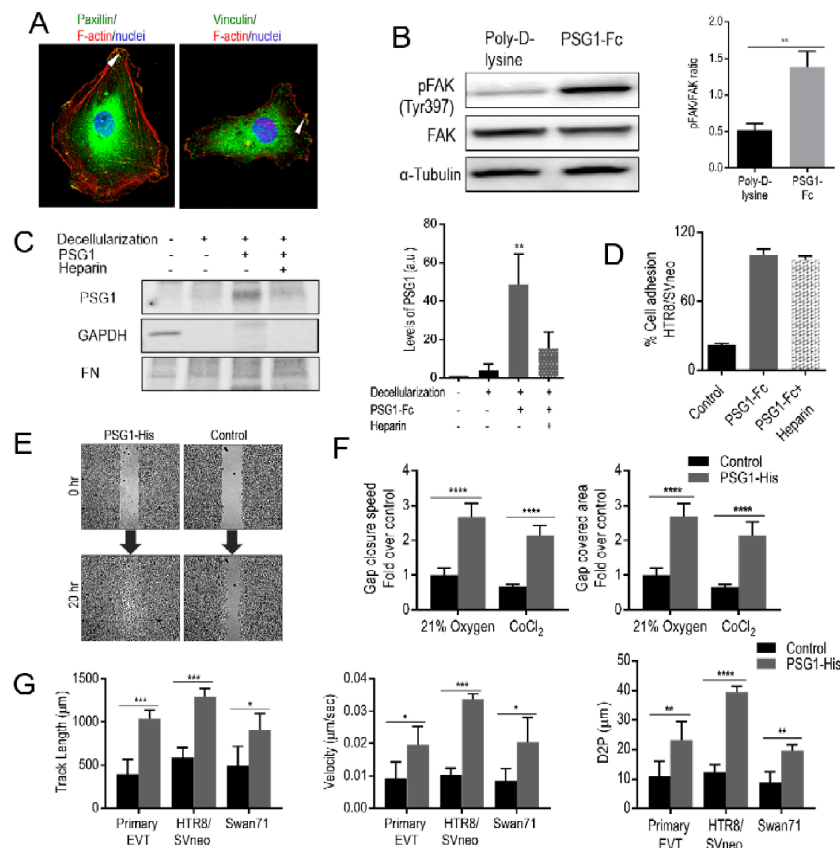 A
Paxillin/
F-actin/nuclei
Vinculin/
F-actin/nuclei
B
Poly-D-
lysine
PSG1-Fc
pFAK
(Tyr397)
FAK
α-Tubulin
pFAK/FAK ratio
2.0
1.5
1.0
0.5
0.0
**
Poly-D-
lysine
PSG1-
Fc
C
Decellularization - + + +
PSG1 - - + +
Heparin - - - +
PSG1
GAPDH
FN
Levels of PSG1 [a.u.]
80
60
40
20
0
**
Decellularization - + + +
PSG1-Fc - - + +
Heparin - - - +
D
% Cell adhesion
HTR8/SVneo
120
80
40
0
Control
PSG1-Fc
PSG1-Fc+
Heparin
E
PSG1-His
Control
0 hr
20 hr
F
Control
PSG1-His
Gap closure speed
Fold over control
4
3
2
1
0
****
****
21% Oxygen
CoCl2
Gap covered area
Fold over control
4
3
2
1
0
****
****
21% Oxygen
CoCl2
G
Control
PSG1-His
Track Length (μm)
1500
1000
500
0
***
***
*
Primary
EVT
HTR8/
SVneo
Swan71
Velocity (μm/sec)
0.04
0.03
0.02
0.01
0.00
*
***
*
Primary
EVT
HTR8/
SVneo
Swan71
D2P (μm)
50
40
30
20
10
0
**
****
**
Primary
EVT
HTR8/
SVneo
Swan71